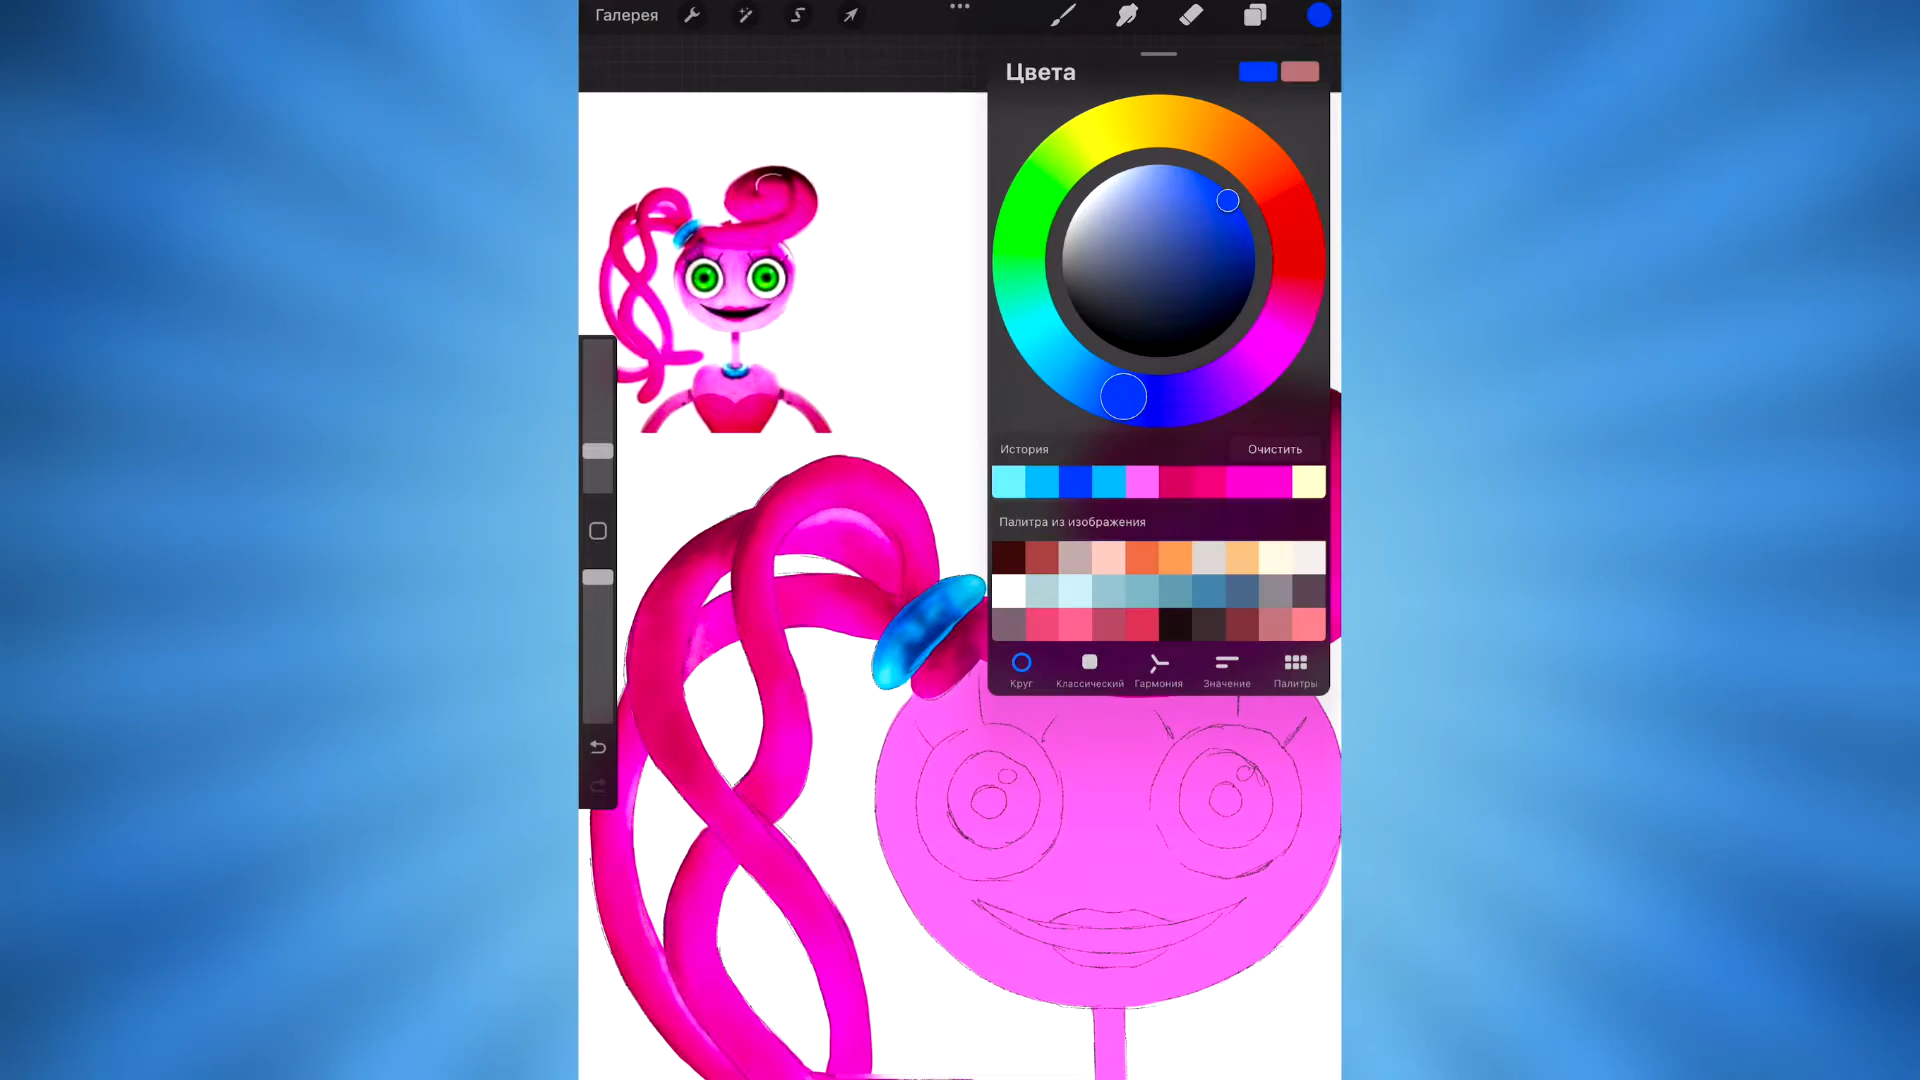 Галерея
Цвета
История
Очистить
Палитра из изображения
Круг
Классический
Гармония
Значение
Палитры